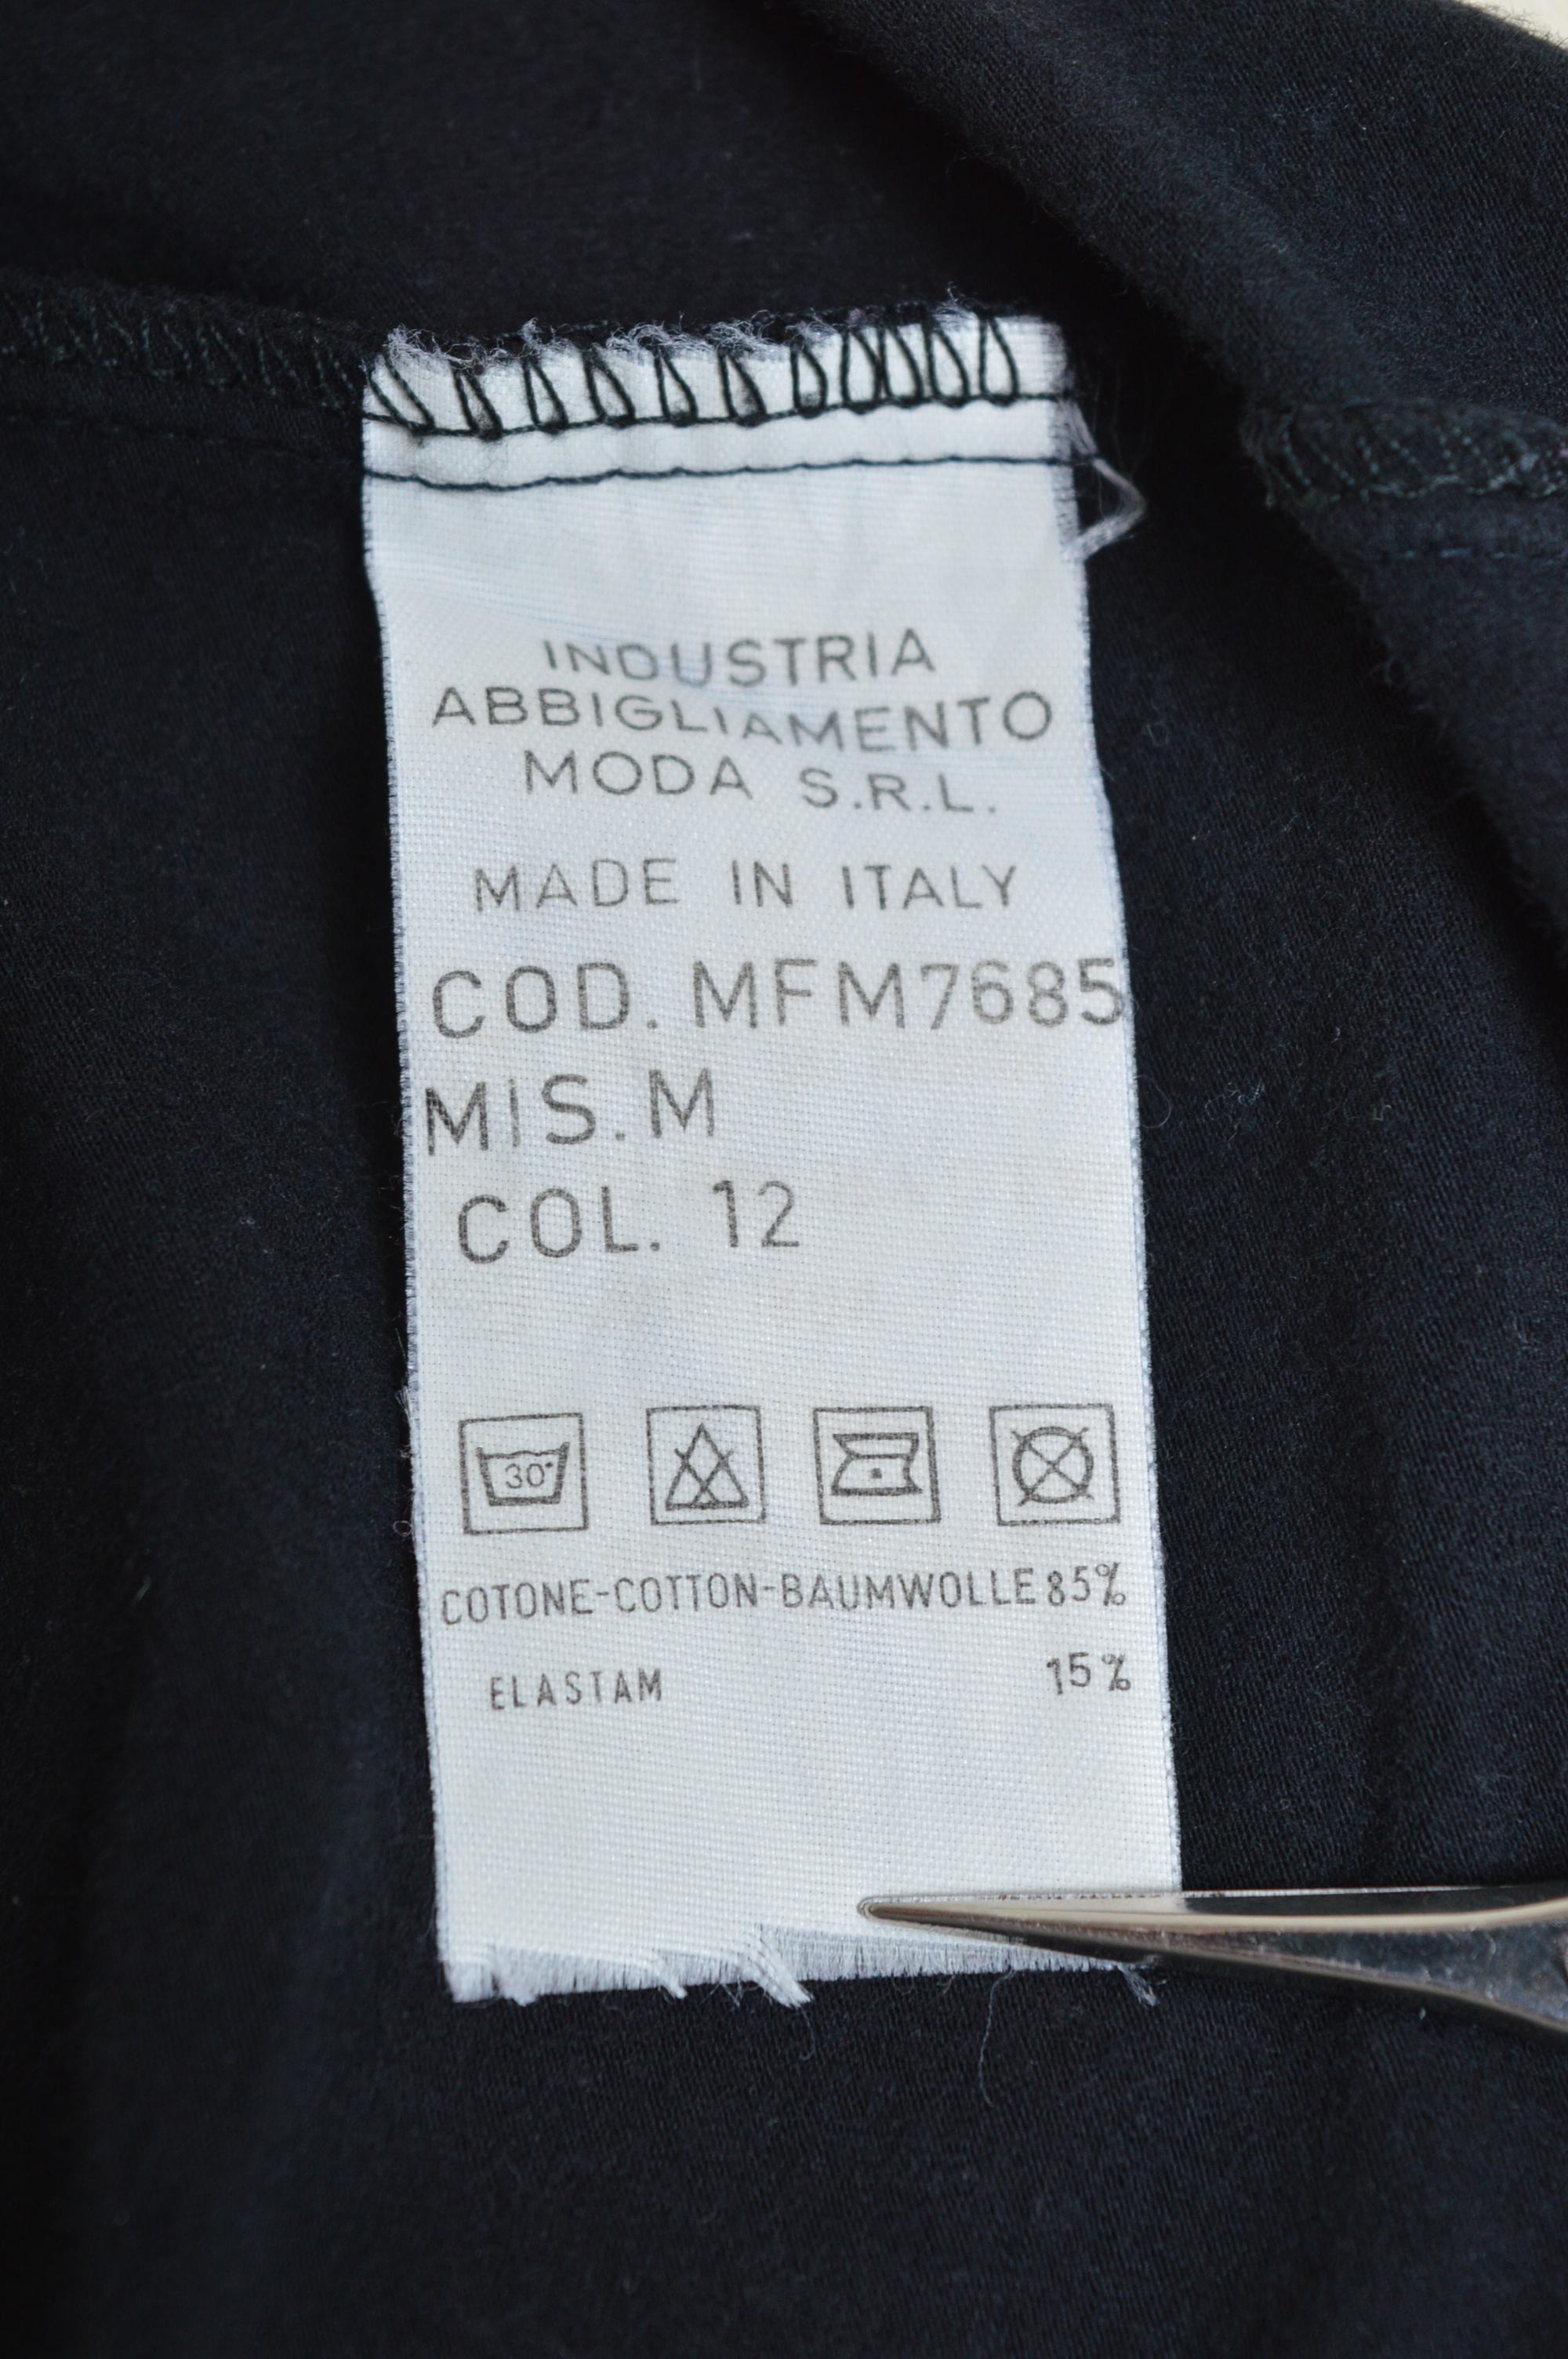 INDUSTRIA
ABBIGLIAMENTO
MODA S.R.L.
MADE IN ITALY
COD. MFM7685
MIS. M
COL. 12
30°
COTONE-COTTON-BAUMWOLLE 85%
ELASTAM 15%